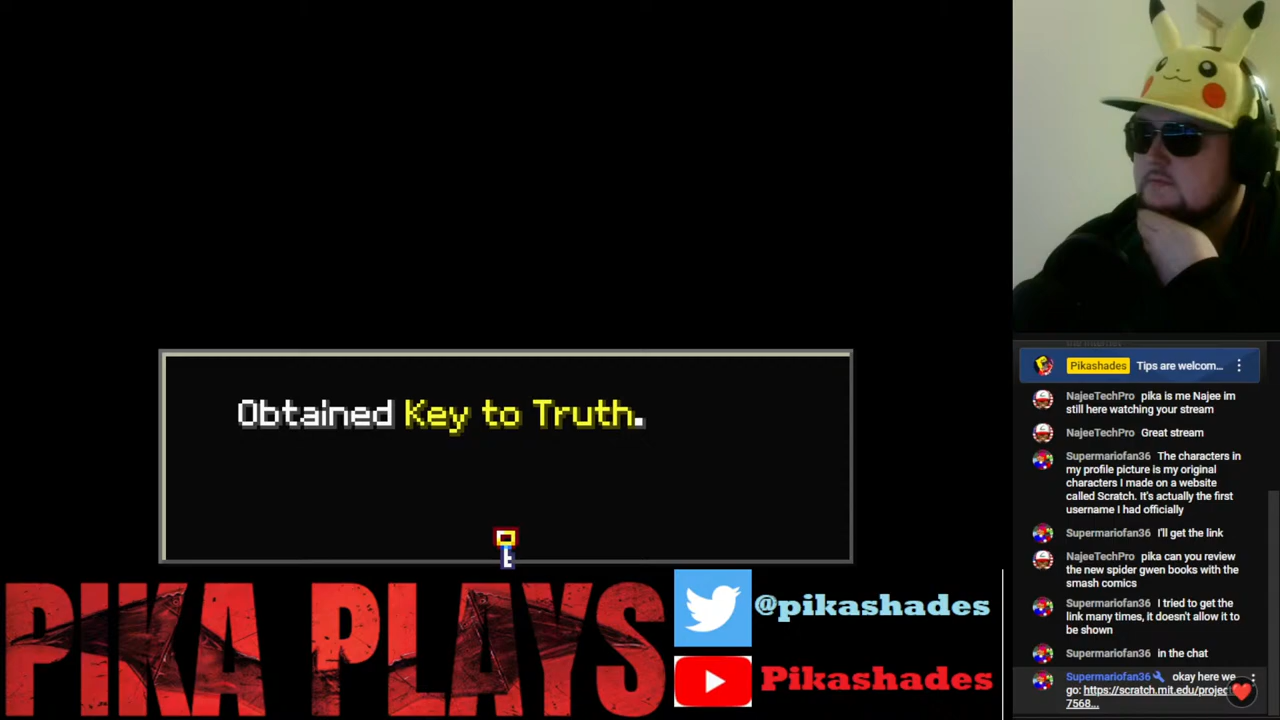 Obtained Key to Truth.
PIKA PLAYS
@pikashades
Pikashades
Pikashades Tips are welcom...
NajeeTechPro pika is me Najee im
still here watching your stream
NajeeTechPro Great stream
Supermariofan36 The characters in
my profile picture is my original
characters I made on a website
called Scratch. It's actually the first
username I had officially
Supermariofan36 I'll get the link
NajeeTechPro pika can you review
the new spider gwen books with the
smash comics
Supermariofan36 I tried to get the
link many times, it doesn't allow it to
be shown
Supermariofan36 in the chat
Supermariofan36 okay here we
go: https://scratch.mit.edu/projec
7568...